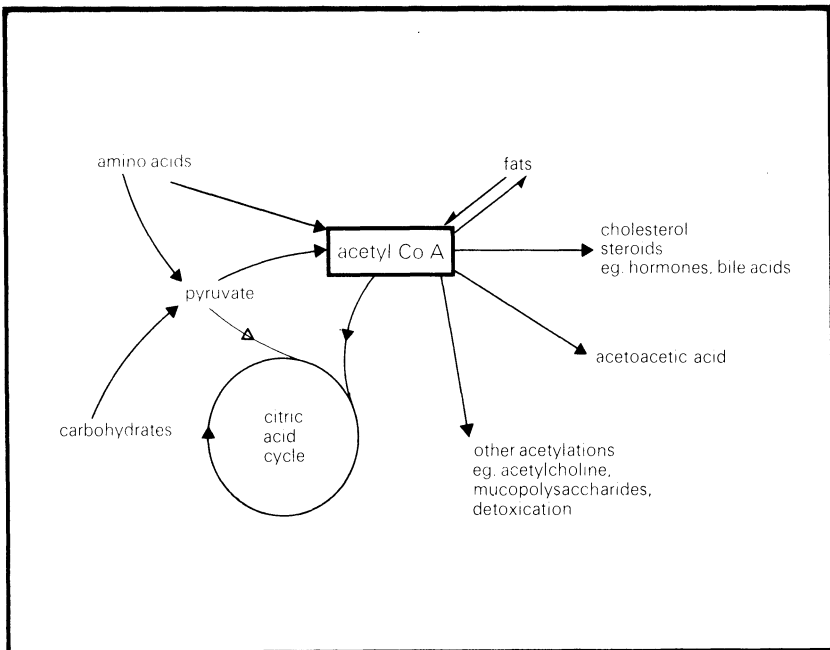 amino acids
fats
acetyl Co A
cholesterol
steroids
eg. hormones, bile acids
pyruvate
acetoacetic acid
carbohydrates
citric
acid
cycle
other acetylations
eg. acetylcholine,
mucopolysaccharides,
detoxication